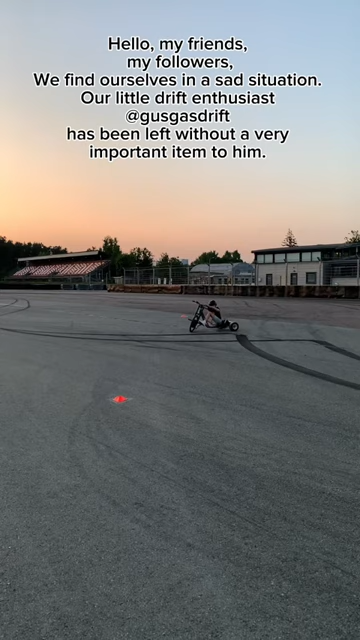 Hello, my friends,
my followers,
We find ourselves in a sad situation.
Our little drift enthusiast
@gusgasdrift
has been left without a very
important item to him.